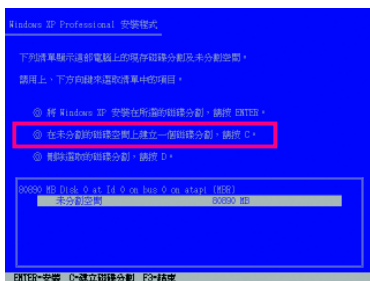 Windows XP Professional 安裝程式
下列清單顯示這部電腦上的現存磁碟分割及未分割空間。
請用上、下方向鍵來選取清單中的項目。
◎ 將 Windows XP 安裝在所選的磁碟分割,請按 ENTER。
◎ 在未分割的磁碟空間上建立一個磁碟分割,請按 C。
◎ 刪除選取的磁碟分割,請按 D。
80890 MB Disk 0 at Id 0 on bus 0 on atapi (MBR)
未分割空間 80890 MB
ENTER=安裝 C=建立磁碟分割 F3=結束